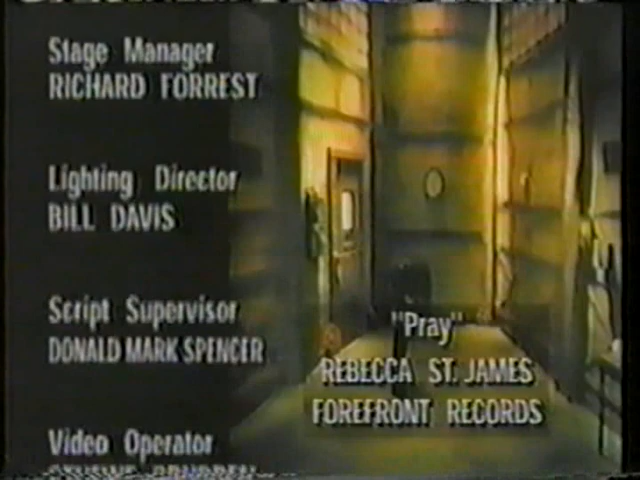 Stage Manager
RICHARD FORREST
Lighting Director
BILL DAVIS
Script Supervisor
DONALD MARK SPENCER
Video Operator
"Pray"
REBECCA ST. JAMES
FOREFRONT RECORDS